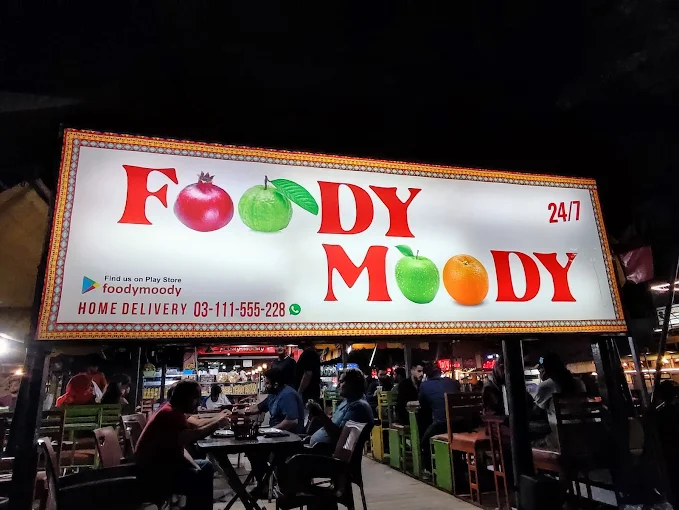 FOODY
24/7
MOODY
Find us on Play Store
foodymoody
HOME DELIVERY 03-111-555-228